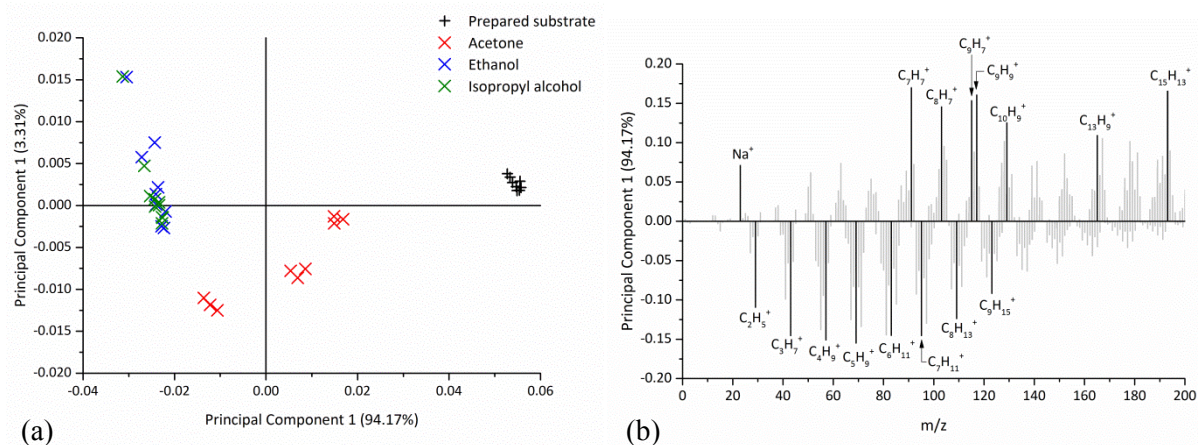 Principal Component 1 (3.31%)
0.020
0.015
0.010
0.005
0.000
-0.005
-0.010
-0.015
-0.020
-0.04
-0.02
0.00
0.02
0.04
0.06
Principal Component 1 (94.17%)
Prepared substrate
Acetone
Ethanol
Isopropyl alcohol
(a)
Principal Component 1 (94.17%)
0.20
0.15
0.10
0.05
0.00
-0.05
-0.10
-0.15
-0.20
Na⁺
C₇H₇⁺
C₈H₇⁺
C₉H₇⁺
C₉H₉⁺
C₁₀H₉⁺
C₁₃H₉⁺
C₁₅H₁₃⁺
C₂H₅⁺
C₃H₇⁺
C₄H₉⁺
C₅H₉⁺
C₆H₁₁⁺
C₇H₁₁⁺
C₈H₁₃⁺
C₉H₁₅⁺
0
20
40
60
80
100
120
140
160
180
200
m/z
(b)